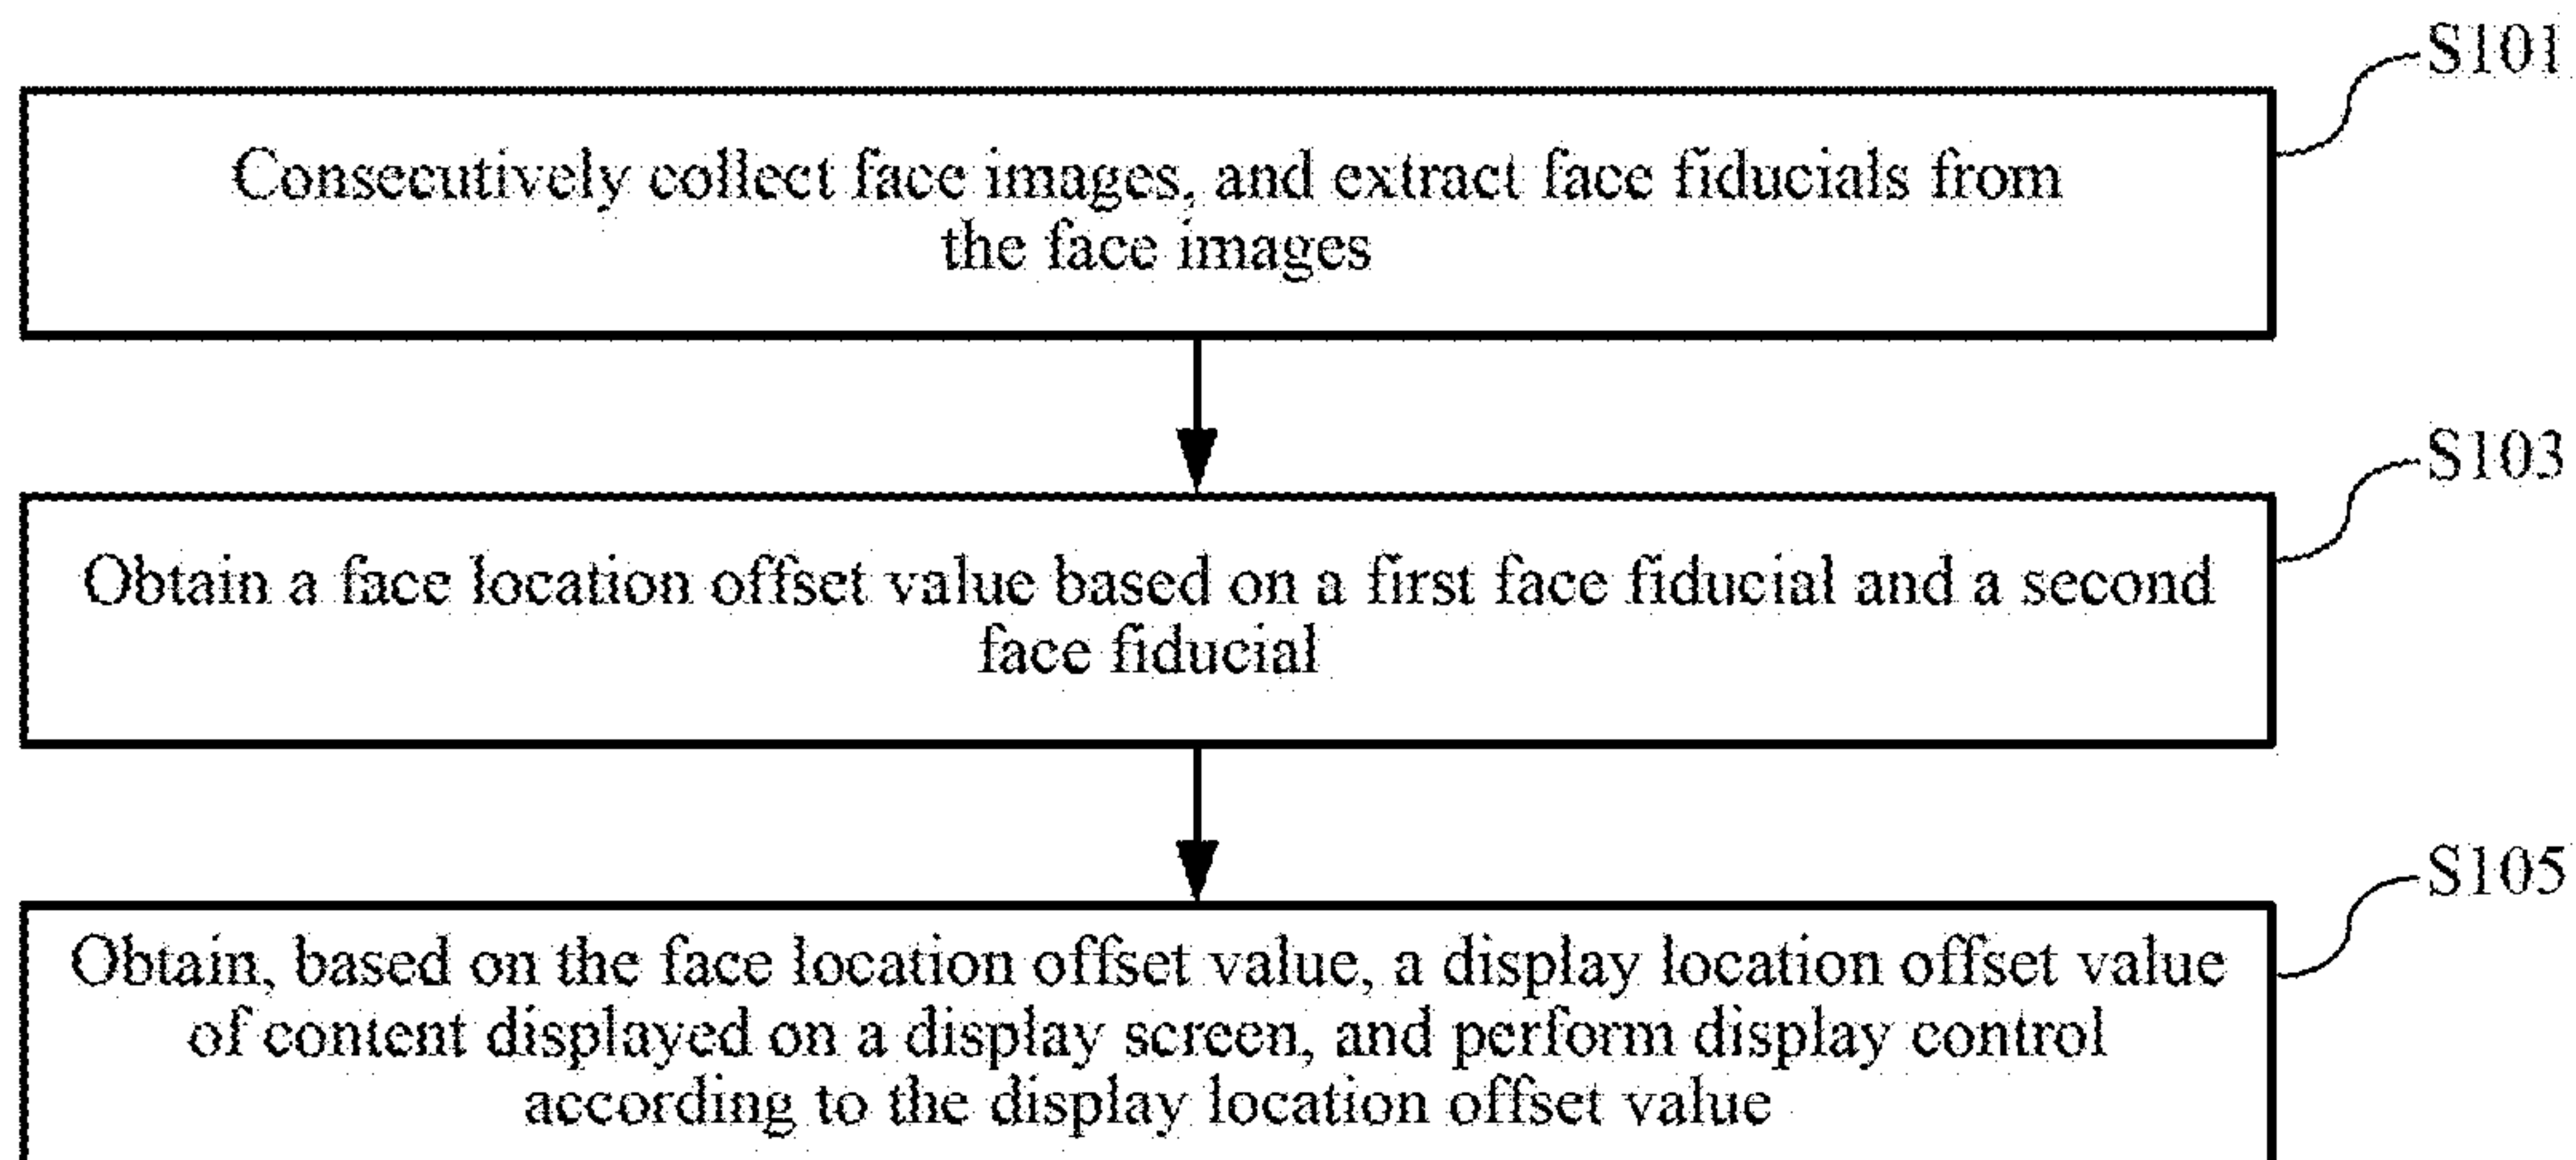 S101
Consecutively collect face images, and extract face fiducials from
the face images
S103
Obtain a face location offset value based on a first face fiducial and a second
face fiducial
S105
Obtain, based on the face location offset value, a display location offset value
of content displayed on a display screen, and perform display control
according to the display location offset value